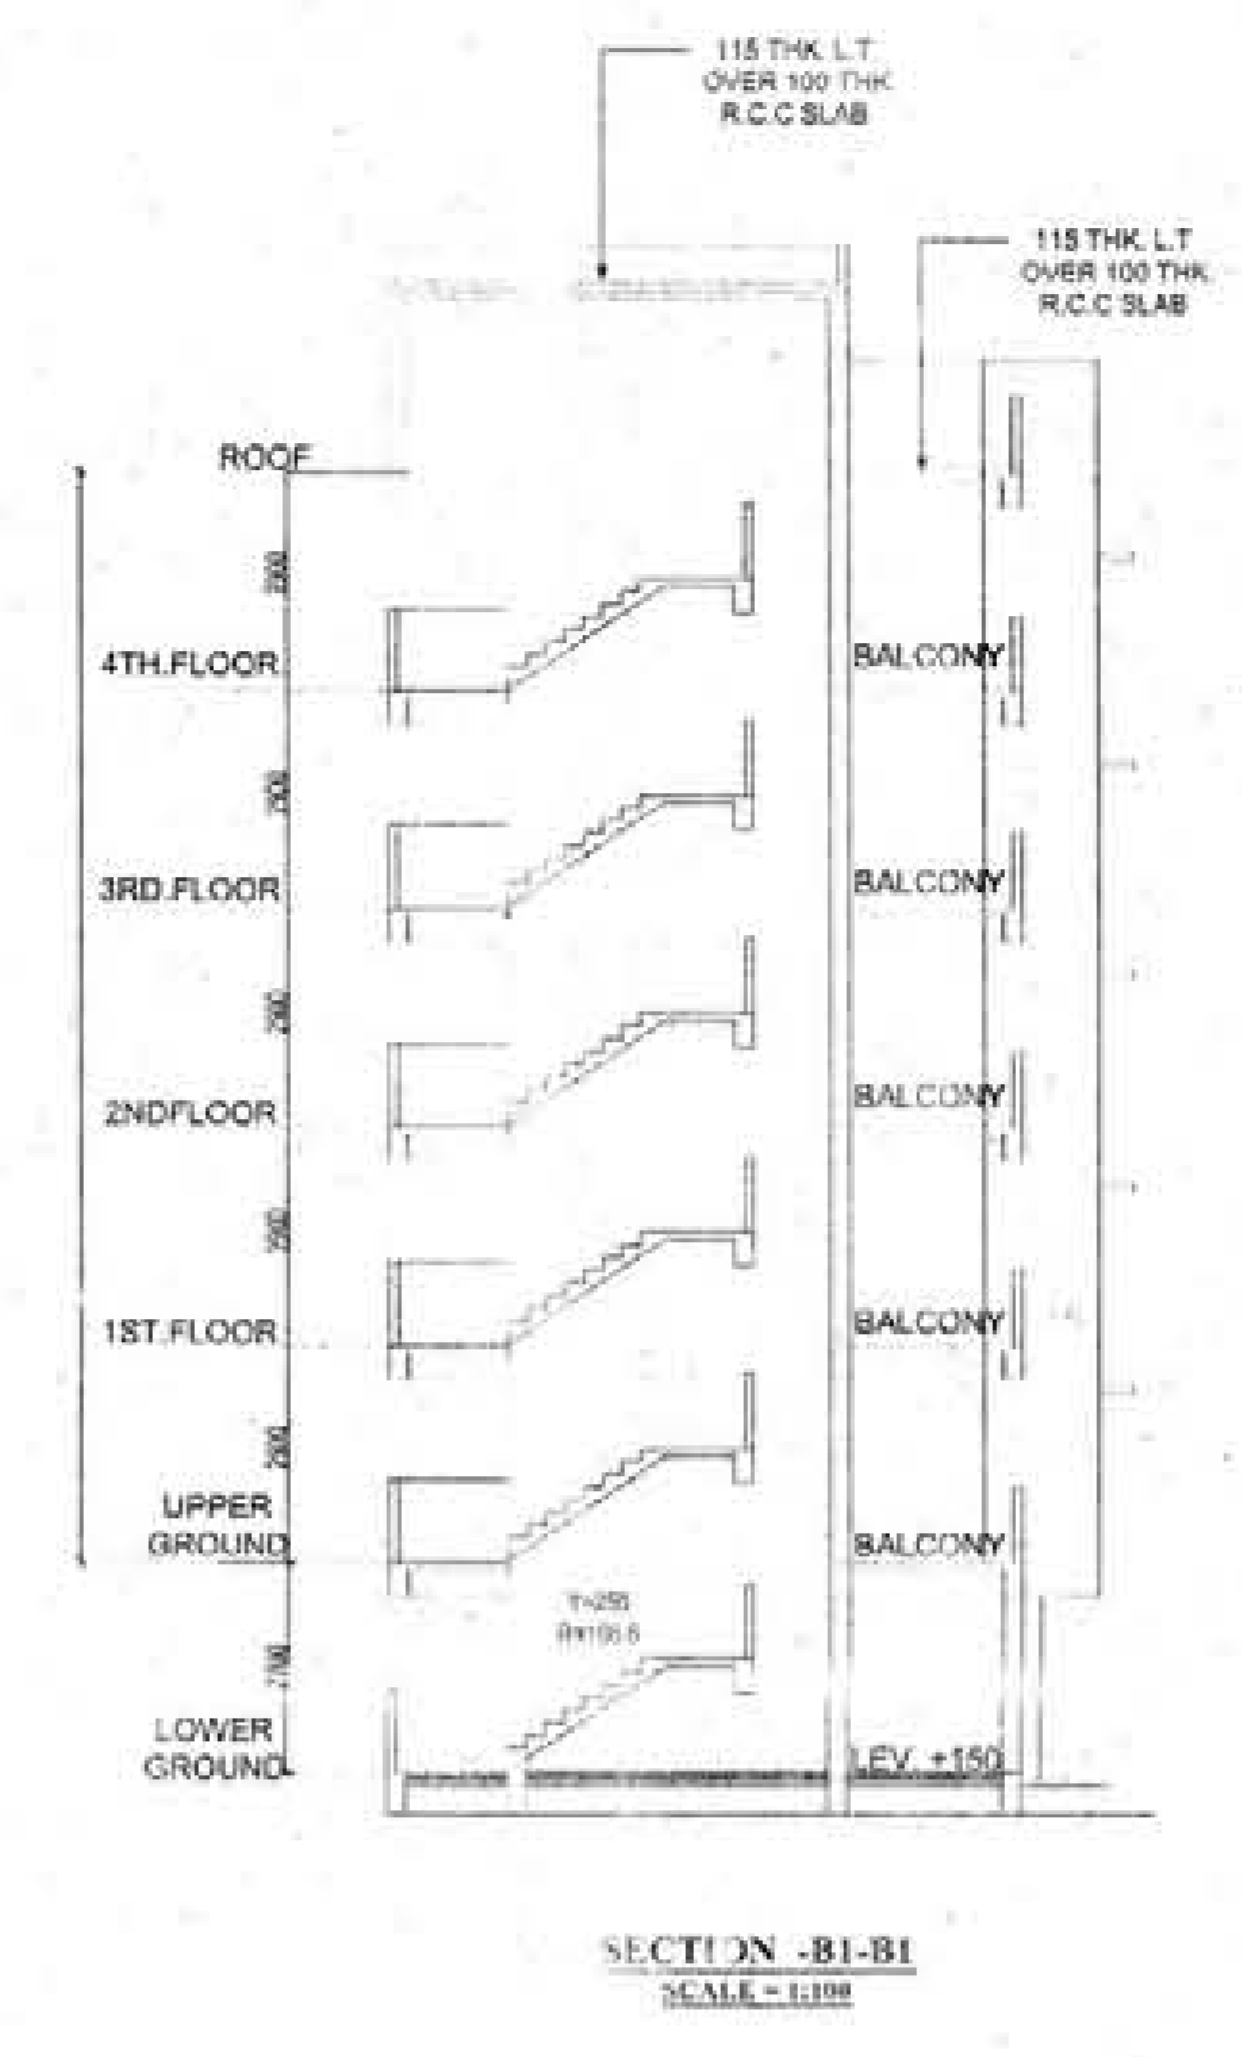 115 THK. L.T
OVER 100 THK
R.C.C SLAB
115 THK. L.T
OVER 100 THK.
R.C.C SLAB
ROOF
4TH.FLOOR
BALCONY
3RD.FLOOR
BALCONY
2NDFLOOR
BALCONY
1ST.FLOOR
BALCONY
UPPER
GROUND
BALCONY
LOWER
GROUND
LEV. +150
SECTION -B1-B1
SCALE = 1:100